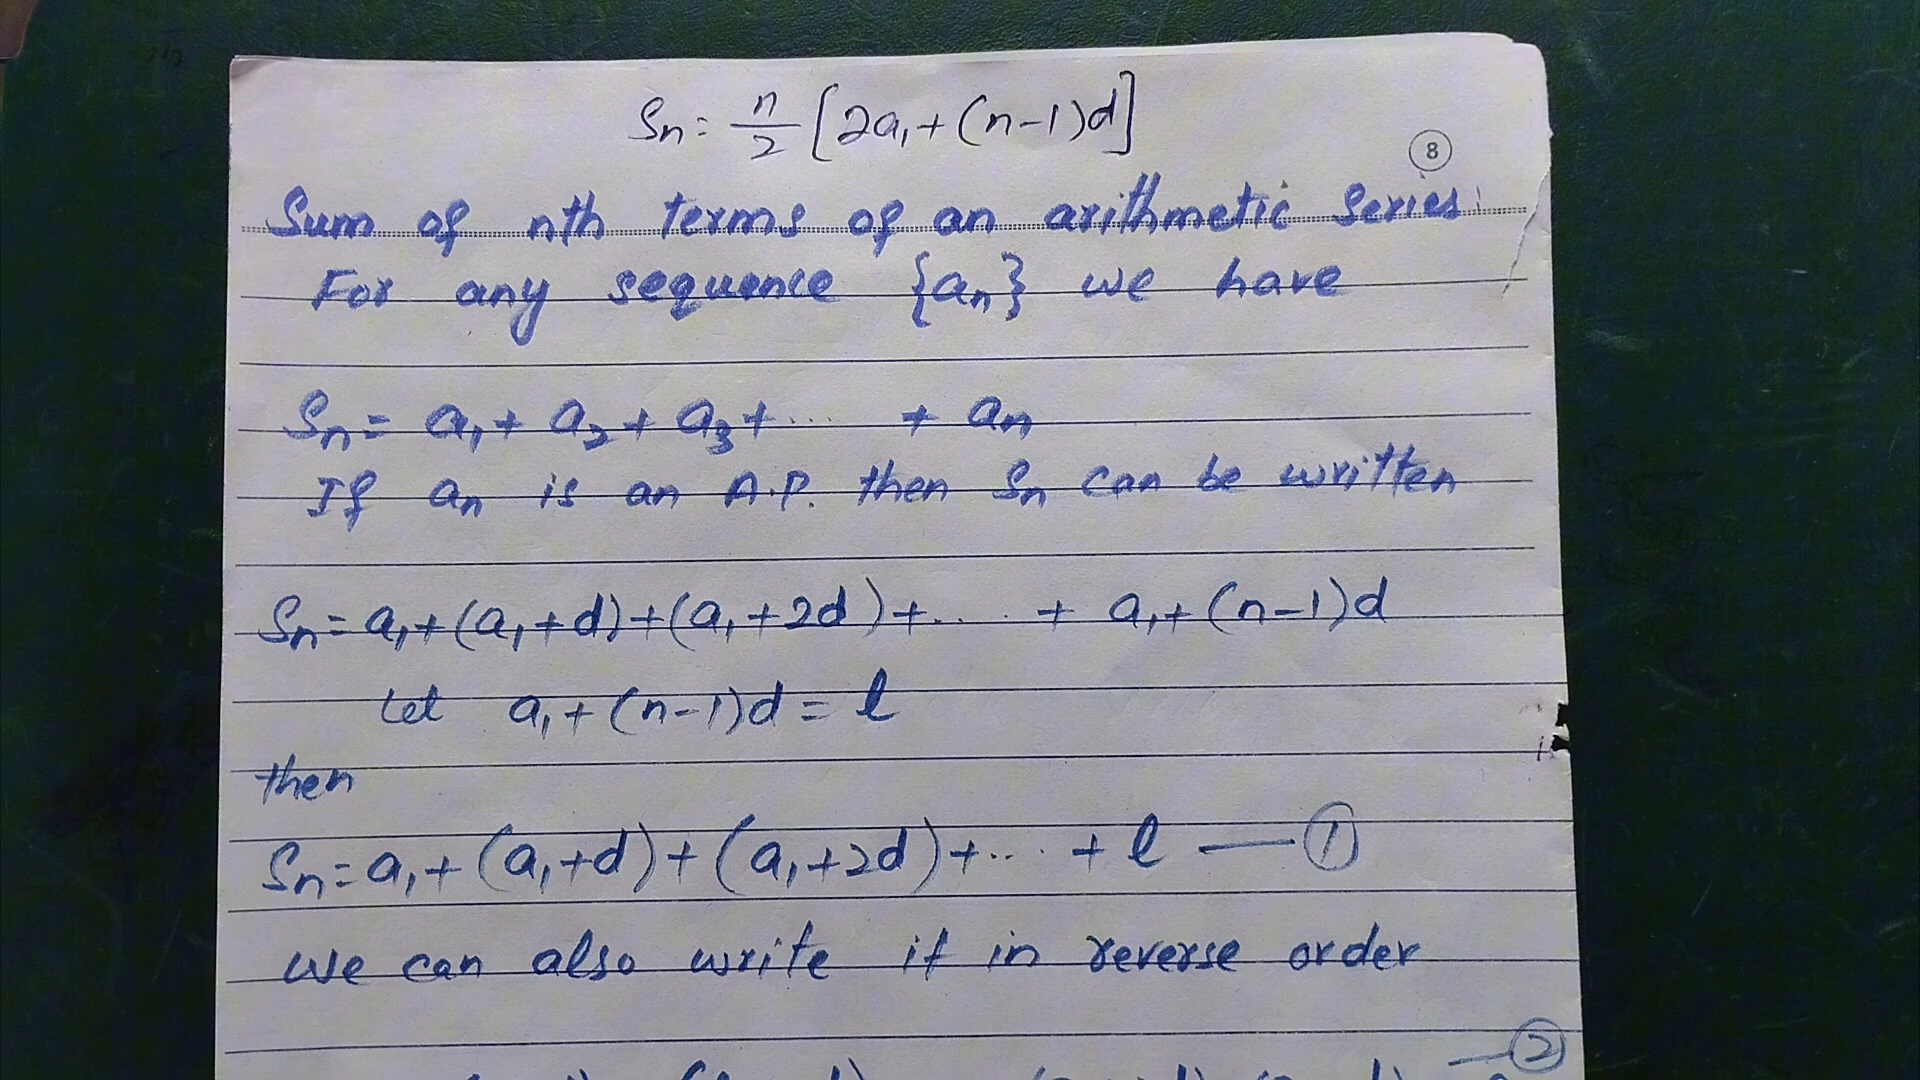 Sn = n/2 [2a₁ + (n-1)d]
8
Sum of nth terms of an arithmetic series
For any sequence {aₙ} we have
Sn = a₁ + a₂ + a₃ + .... + aₙ
If aₙ is an A.P. then Sn can be written
Sn = a₁ + (a₁ + d) + (a₁ + 2d) + .... + a₁ + (n-1)d
Let a₁ + (n-1)d = l
then
Sn = a₁ + (a₁ + d) + (a₁ + 2d) + .... + l — ①
we can also write it in reverse order
— ②